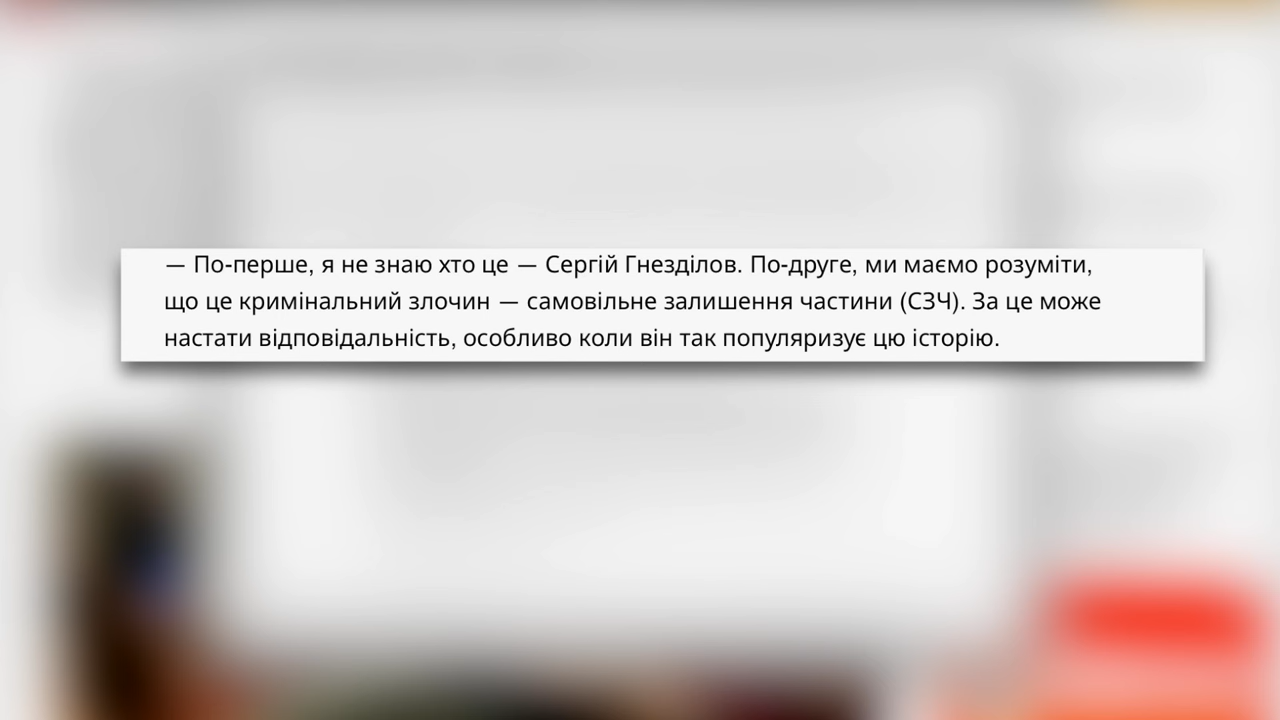 — По-перше, я не знаю хто це — Сергій Гнезділов. По-друге, ми маємо розуміти,
що це кримінальний злочин — самовільне залишення частини (СЗЧ). За це може
настати відповідальність, особливо коли він так популяризує цю історію.